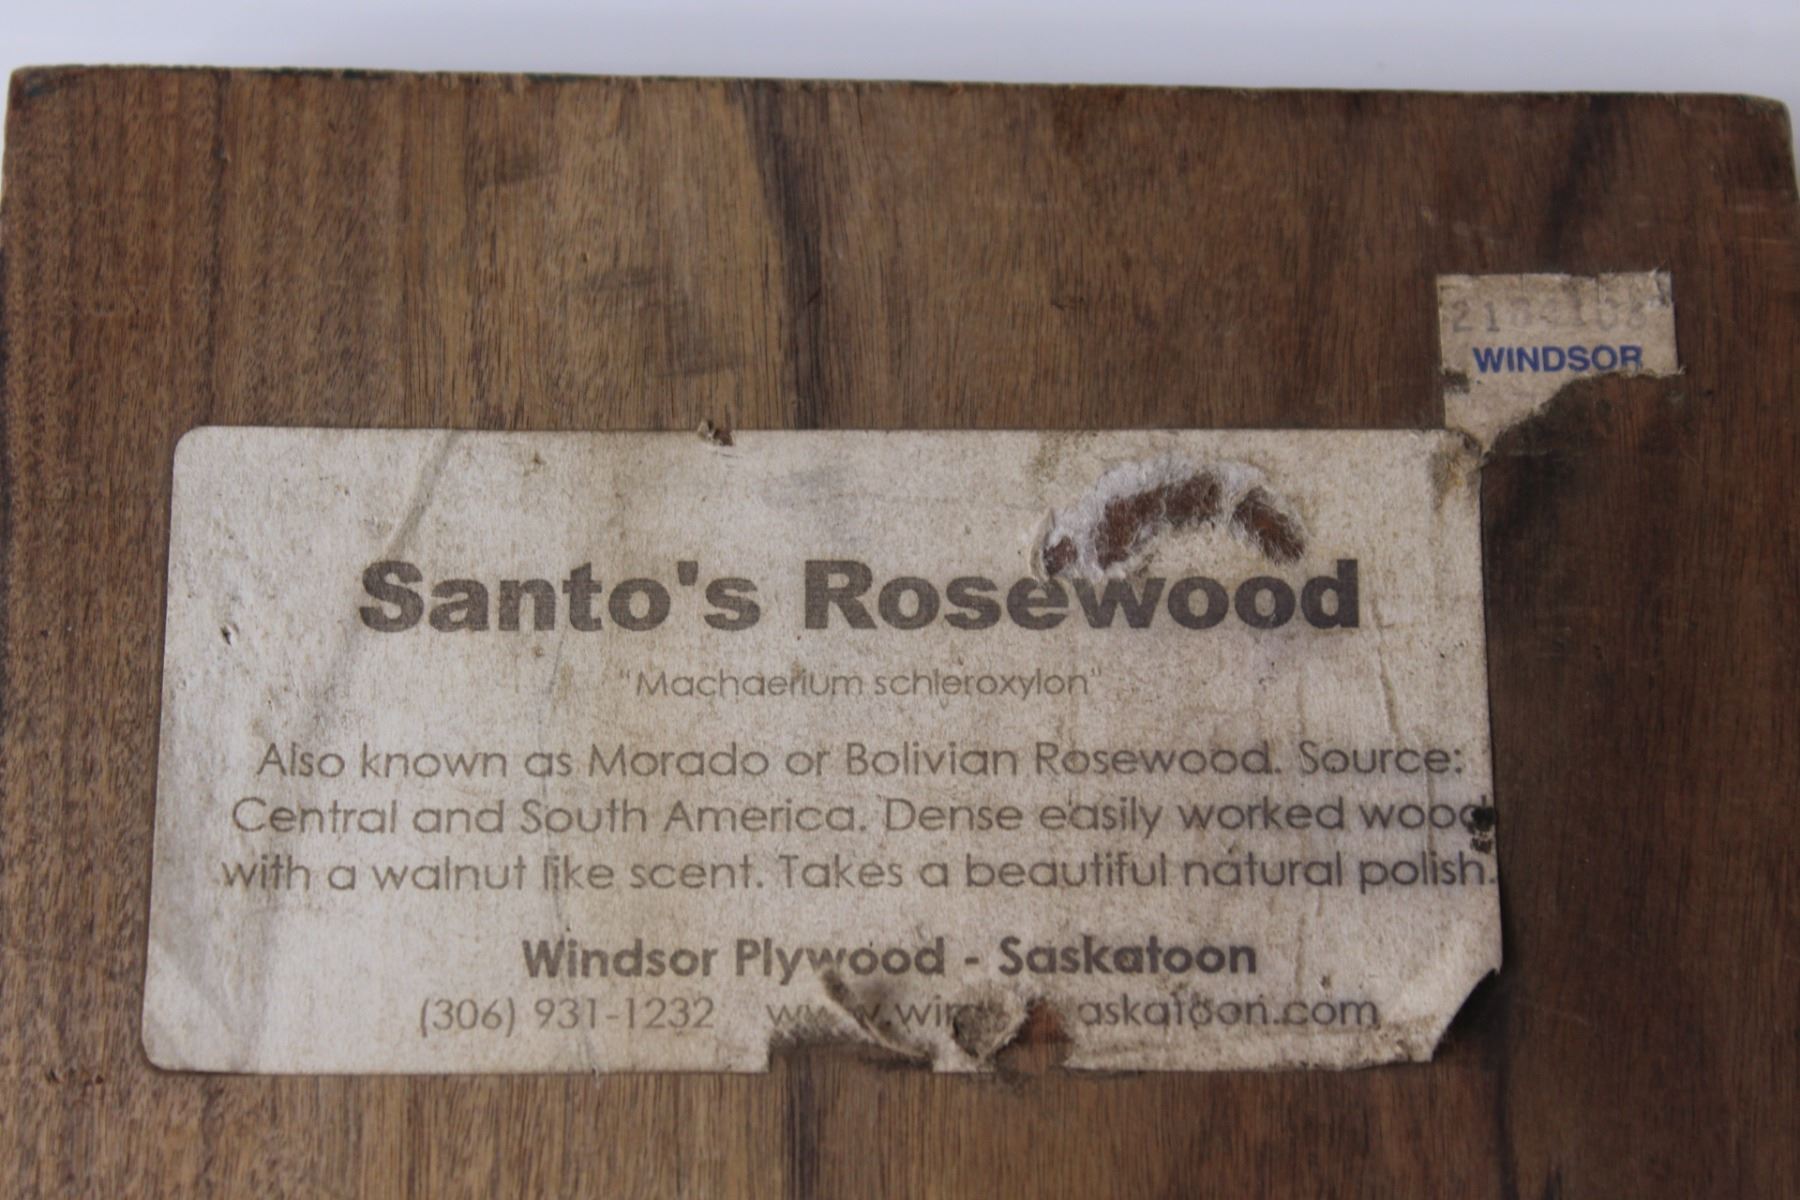 WINDSOR
Santo's Rosewood
"Machaerium schleroxylon"
Also known as Morado or Bolivian Rosewood. Source:
Central and South America. Dense easily worked wood
with a walnut like scent. Takes a beautiful natural polish.
Windsor Plywood - Saskatoon
(306) 931-1232